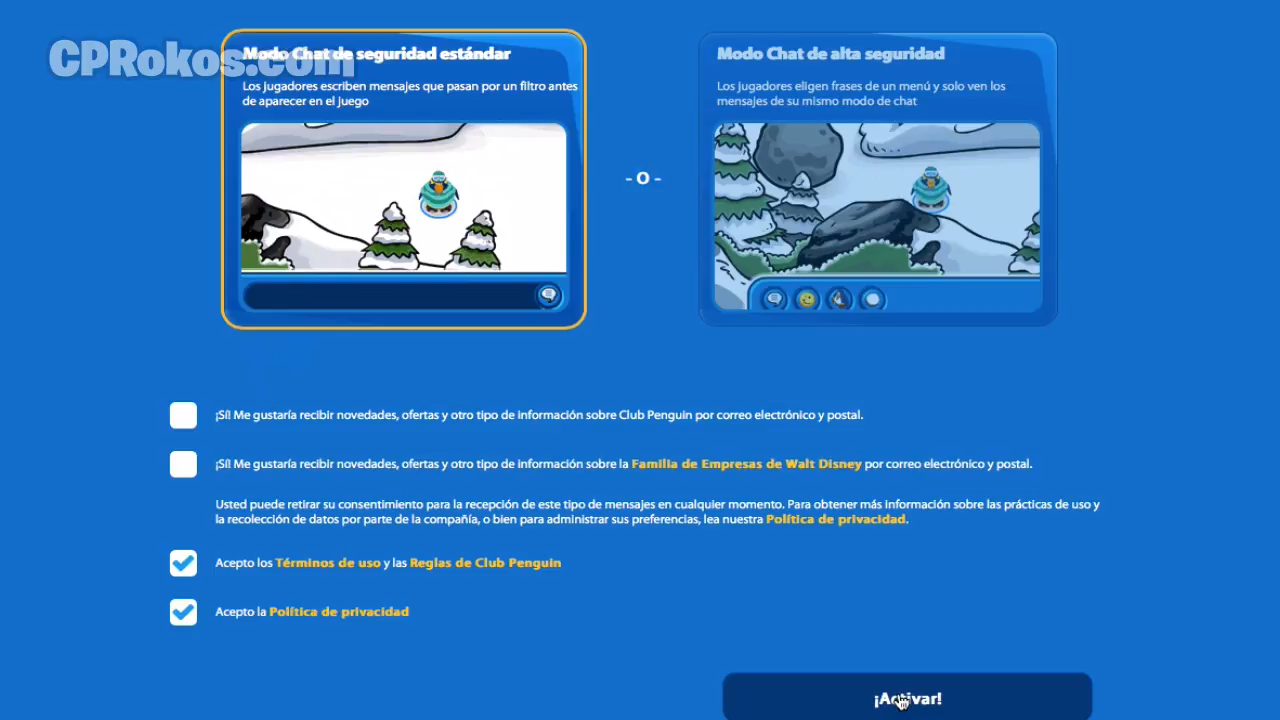 Modo Chat de seguridad estándar
CPRokos.com
Los jugadores escriben mensajes que pasan por un filtro antes
de aparecer en el juego
- O -
Modo Chat de alta seguridad
Los jugadores eligen frases de un menú y solo ven los
mensajes de su mismo modo de chat
¡Sí! Me gustaría recibir novedades, ofertas y otro tipo de información sobre Club Penguin por correo electrónico y postal.
¡Sí! Me gustaría recibir novedades, ofertas y otro tipo de información sobre la Familia de Empresas de Walt Disney por correo electrónico y postal.
Usted puede retirar su consentimiento para la recepción de este tipo de mensajes en cualquier momento. Para obtener más información sobre las prácticas de uso y
la recolección de datos por parte de la compañía, o bien para administrar sus preferencias, lea nuestra Política de privacidad.
Acepto los Términos de uso y las Reglas de Club Penguin
Acepto la Política de privacidad
¡Activar!